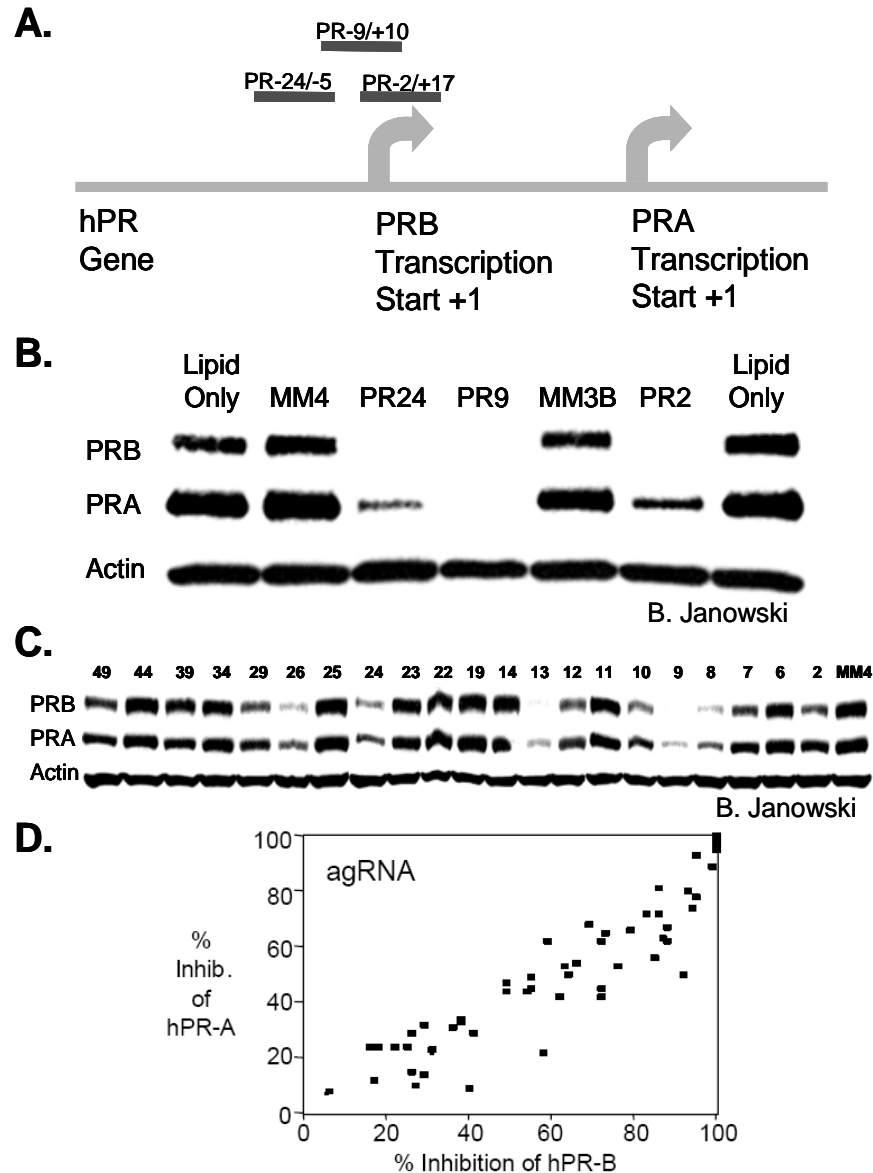 A.
PR-9/+10
PR-24/-5 PR-2/+17
hPR PRB PRA
Gene Transcription Transcription
Start +1 Start +1
B.
Lipid Lipid
Only MM4 PR24 PR9 MM3B PR2 Only
PRB
PRA
Actin
B. Janowski
C.
49 44 39 34 29 26 25 24 23 22 19 14 13 12 11 10 9 8 7 6 2 MM4
PRB
PRA
Actin
B. Janowski
D.
100
agRNA
80
%
60
Inhib.
of
40
hPR-A
20
0
0 20 40 60 80 100
% Inhibition of hPR-B